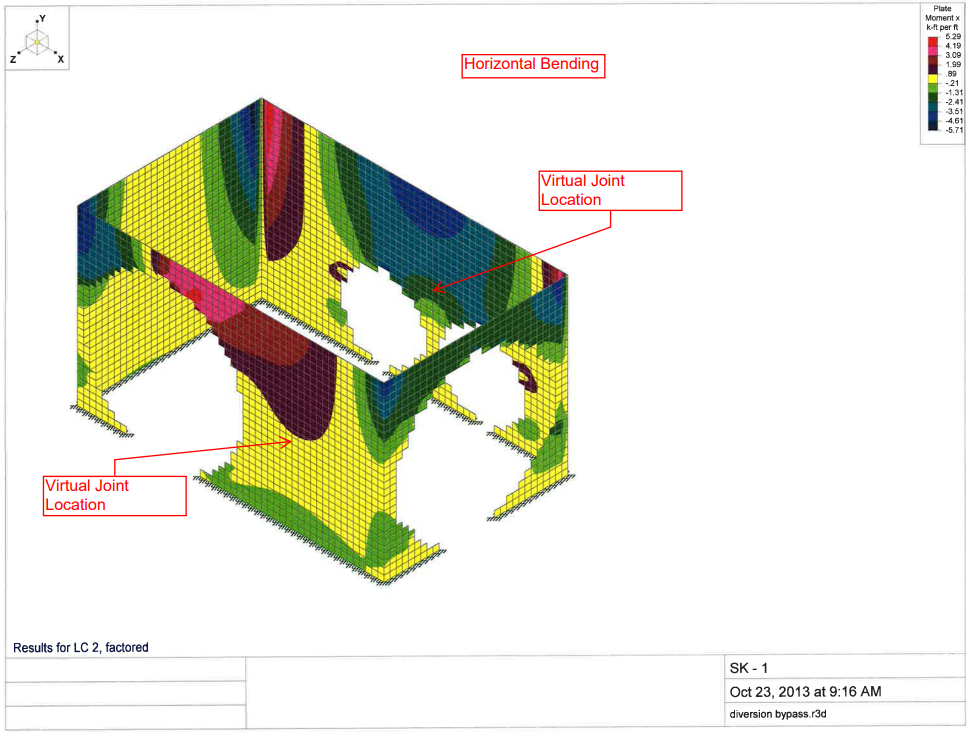 Y
Z
X
Plate
Moment x
k-ft per ft
5.29
4.19
3.09
1.99
.89
-.21
-1.31
-2.41
-3.51
-4.61
-5.71
Horizontal Bending
Virtual Joint
Location
Virtual Joint
Location
Results for LC 2, factored
SK - 1
Oct 23, 2013 at 9:16 AM
diversion bypass.r3d